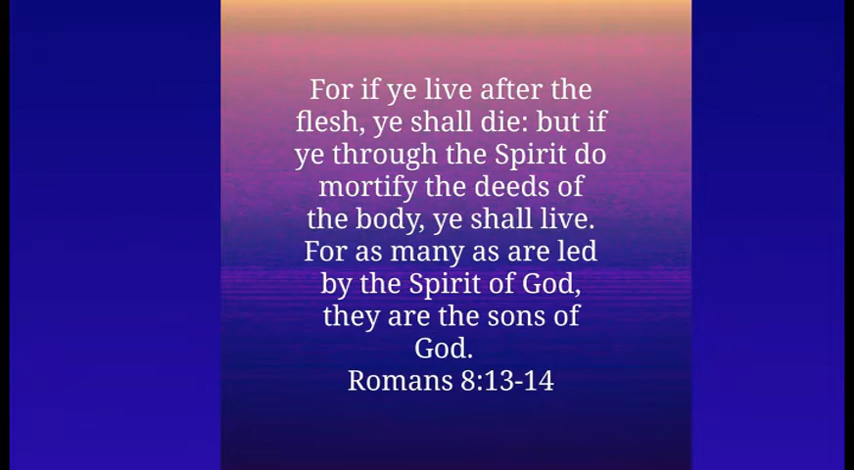 For if ye live after the
flesh, ye shall die: but if
ye through the Spirit do
mortify the deeds of
the body, ye shall live.
For as many as are led
by the Spirit of God,
they are the sons of
God.
Romans 8:13-14